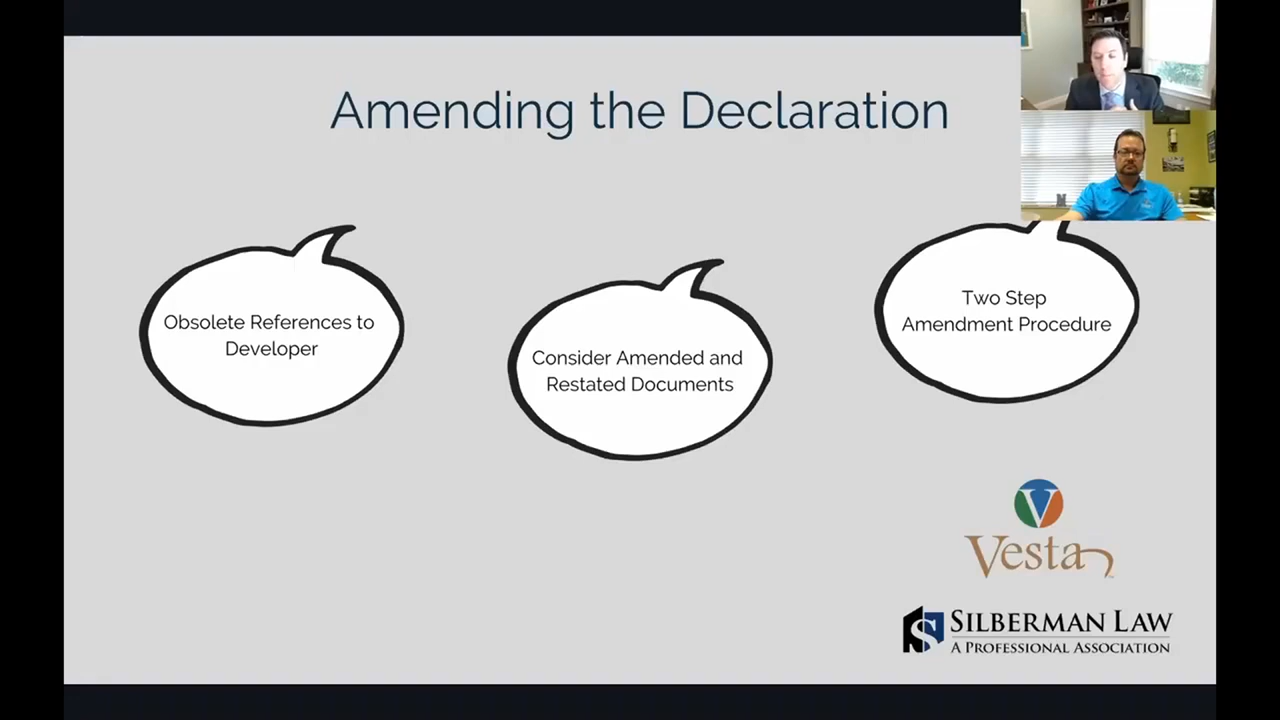 Amending the Declaration
Obsolete References to
Developer
Consider Amended and
Restated Documents
Two Step
Amendment Procedure
V
Vesta
S
SILBERMAN LAW
A PROFESSIONAL ASSOCIATION